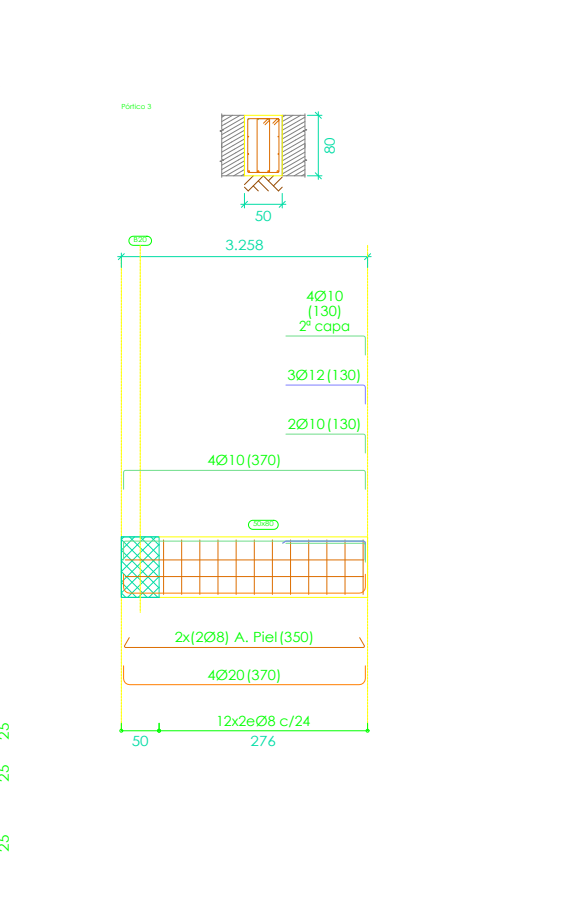 Pórtico 3
80
50
B20
3.258
4Ø10
(130)
2ª capa
3Ø12 (130)
2Ø10 (130)
4Ø10 (370)
50x80
2x(2Ø8) A. Piel (350)
4Ø20 (370)
12x2eØ8 c/24
50
276
25
25
25